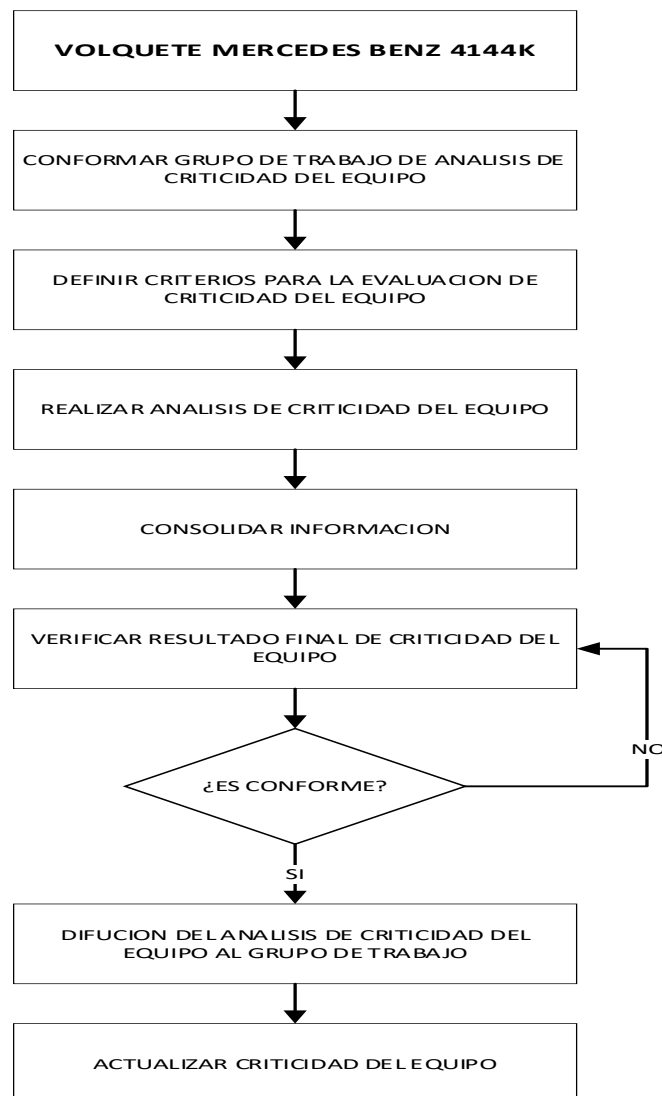 VOLQUETE MERCEDES BENZ 4144K
CONFORMAR GRUPO DE TRABAJO DE ANALISIS DE
CRITICIDAD DEL EQUIPO
DEFINIR CRITERIOS PARA LA EVALUACION DE
CRITICIDAD DEL EQUIPO
REALIZAR ANALISIS DE CRITICIDAD DEL EQUIPO
CONSOLIDAR INFORMACION
VERIFICAR RESULTADO FINAL DE CRITICIDAD DEL
EQUIPO
NO
¿ES CONFORME?
SI
DIFUCION DEL ANALISIS DE CRITICIDAD DEL
EQUIPO AL GRUPO DE TRABAJO
ACTUALIZAR CRITICIDAD DEL EQUIPO